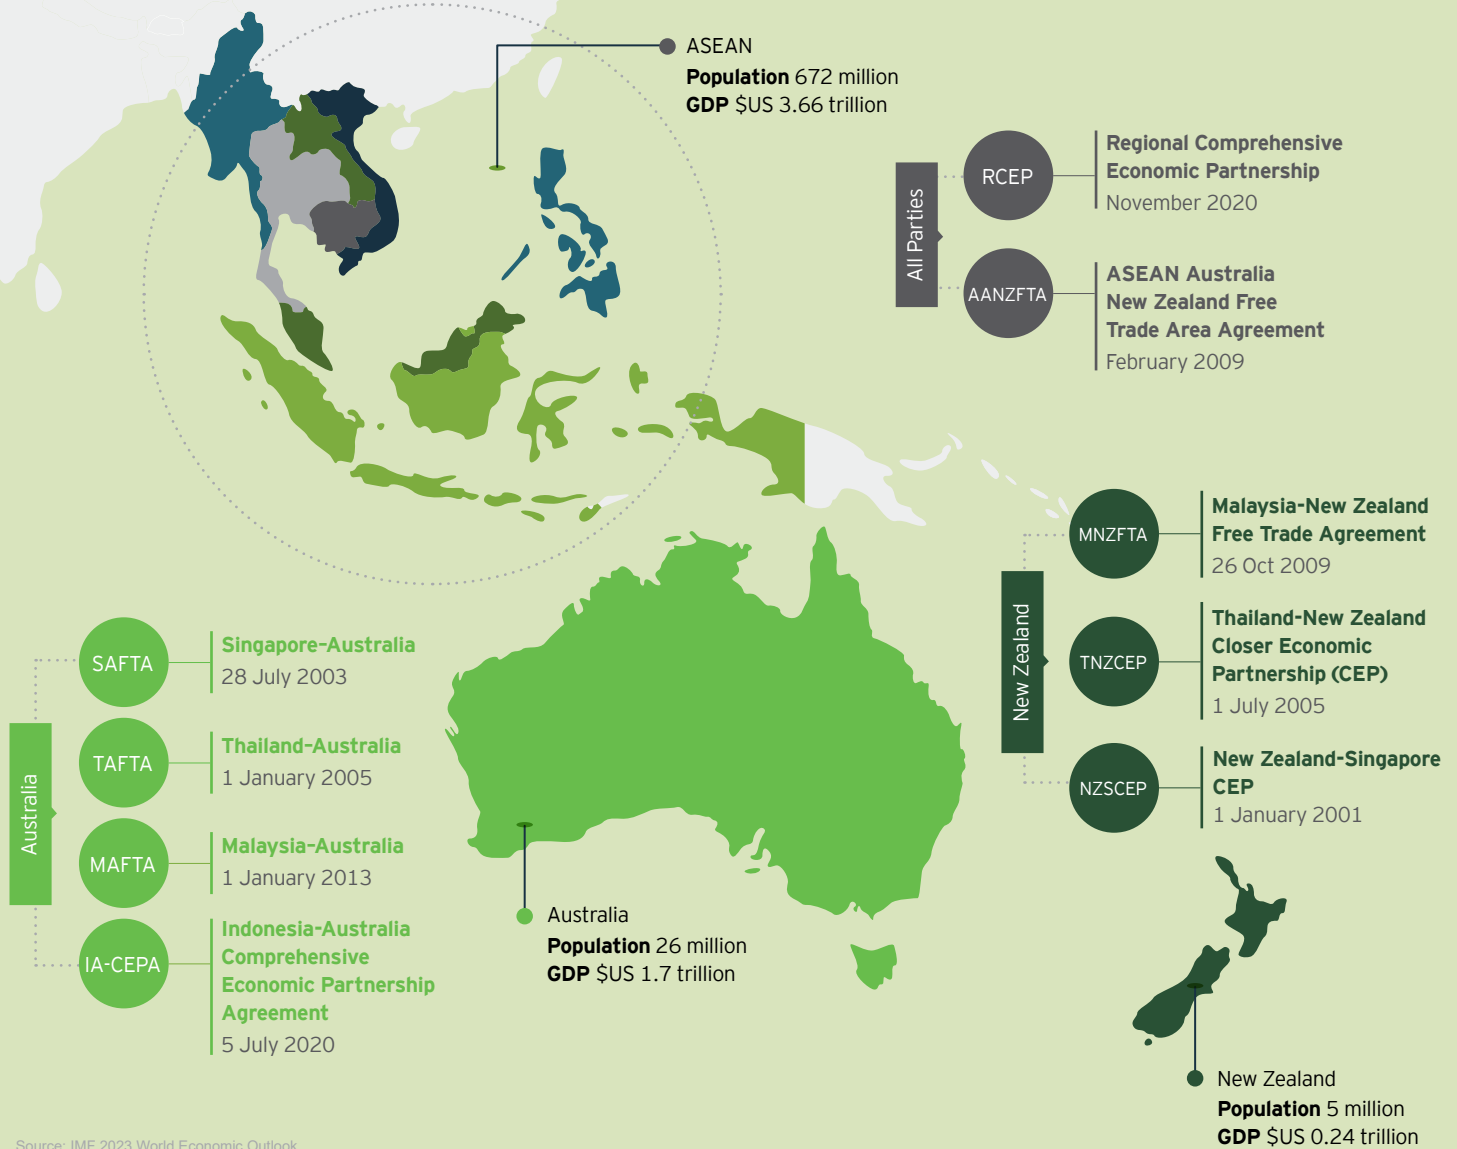 ASEAN
Population 672 million
GDP $US 3.66 trillion
All Parties
RCEP
Regional Comprehensive
Economic Partnership
November 2020
AANZFTA
ASEAN Australia
New Zealand Free
Trade Area Agreement
February 2009
New Zealand
MNZFTA
Malaysia-New Zealand
Free Trade Agreement
26 Oct 2009
TNZCEP
Thailand-New Zealand
Closer Economic
Partnership (CEP)
1 July 2005
NZSCEP
New Zealand-Singapore
CEP
1 January 2001
Australia
SAFTA
Singapore–Australia
28 July 2003
TAFTA
Thailand–Australia
1 January 2005
MAFTA
Malaysia–Australia
1 January 2013
IA-CEPA
Indonesia-Australia
Comprehensive
Economic Partnership
Agreement
5 July 2020
Australia
Population 26 million
GDP $US 1.7 trillion
New Zealand
Population 5 million
GDP $US 0.24 trillion
Source: IMF 2023 World Economic Outlook